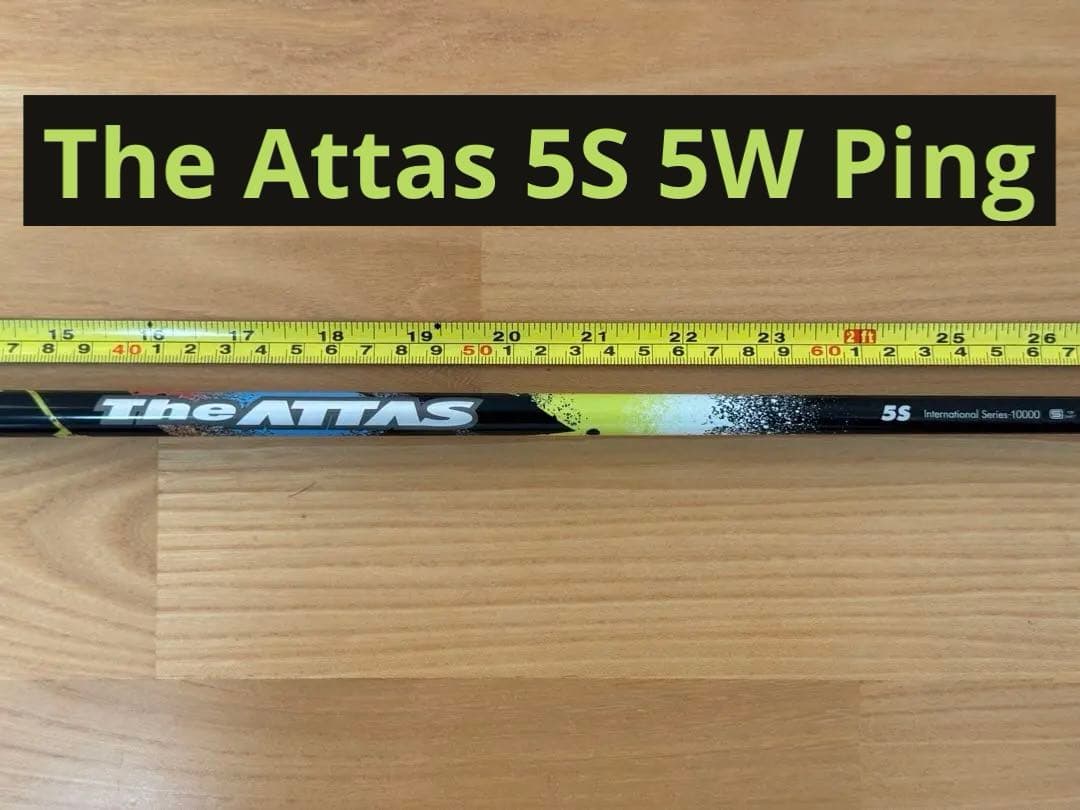 The Attas 5S 5W Ping
15 16 17 18 19 20 21 22 23 2 ft 25 26
7 8 9 40 1 2 3 4 5 6 7 8 9 50 1 2 3 4 5 6 7 8 9 60 1 2 3 4 5 6 7
The ATTAS 5S International Series-10000